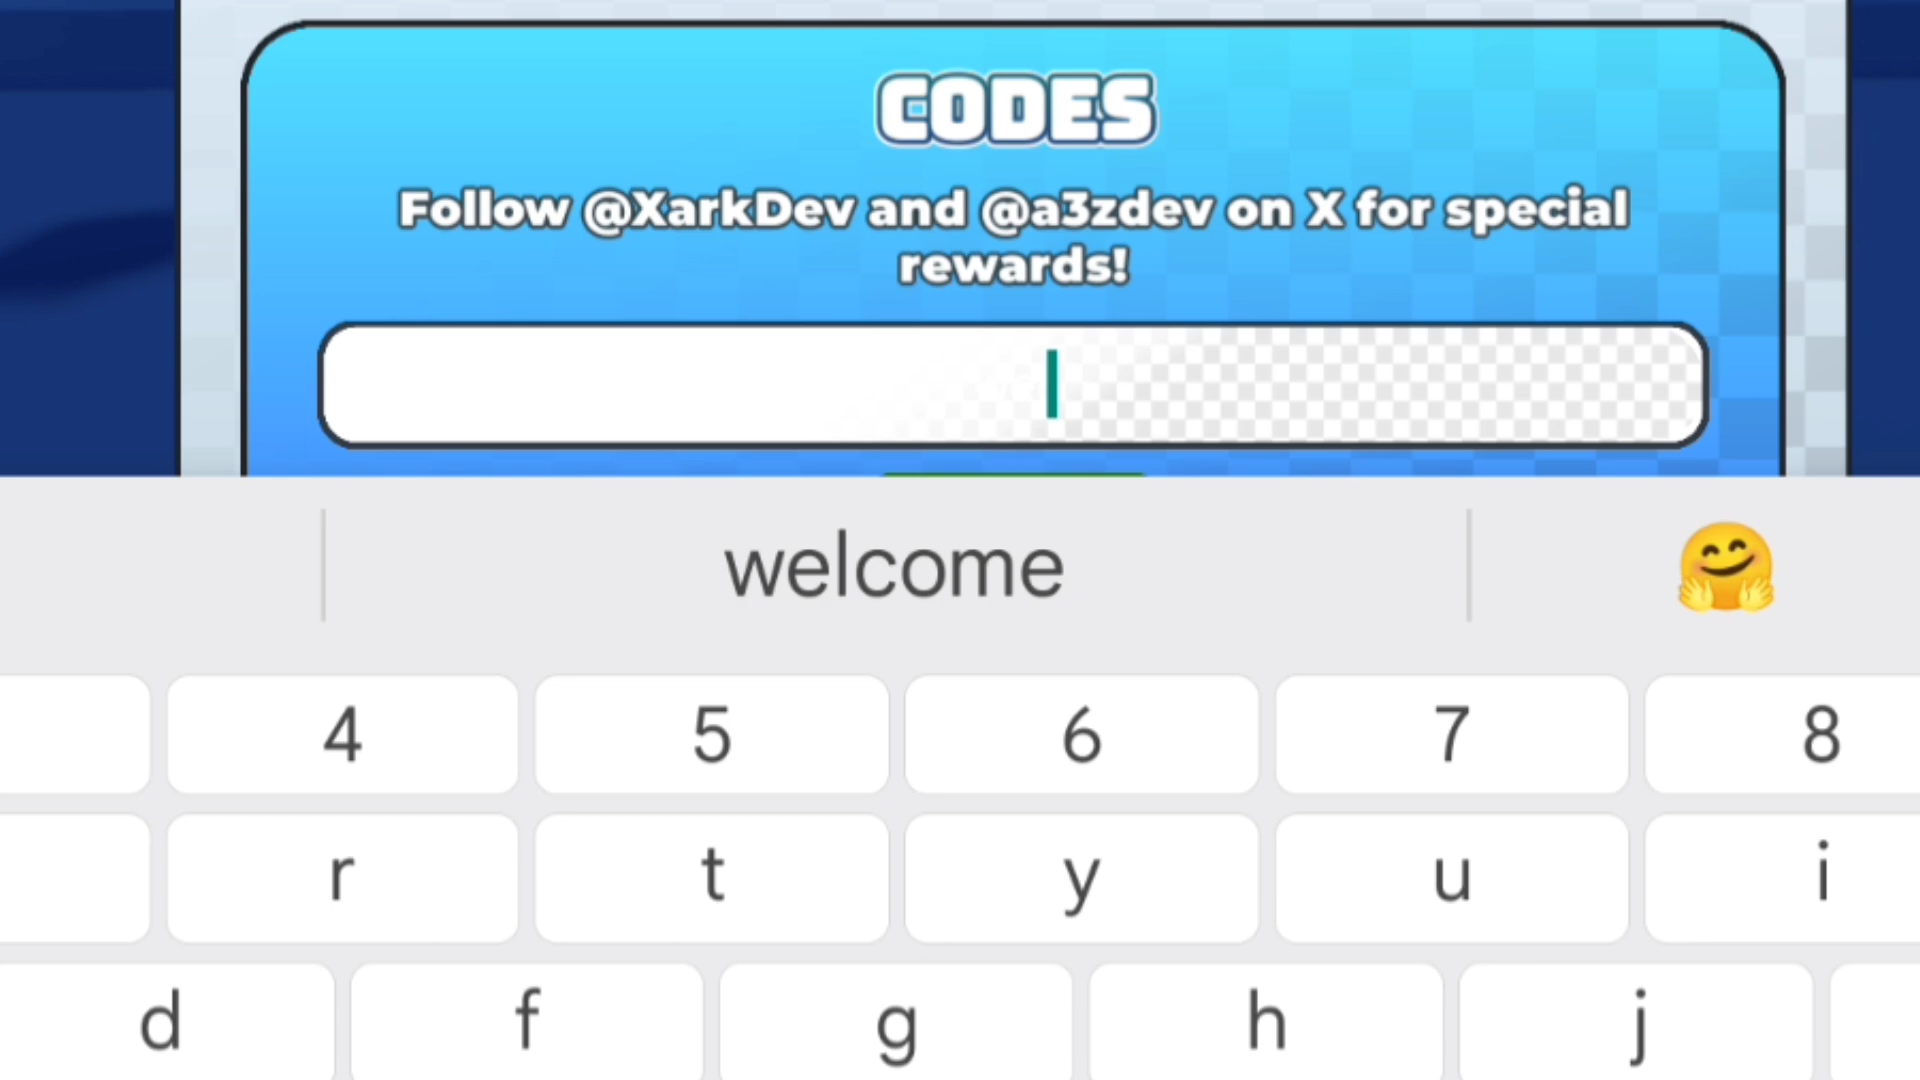 CODES
Follow @XarkDev and @a3zdev on X for special
rewards!
welcome 🤗
4 5 6 7 8
r t y u i
d f g h j